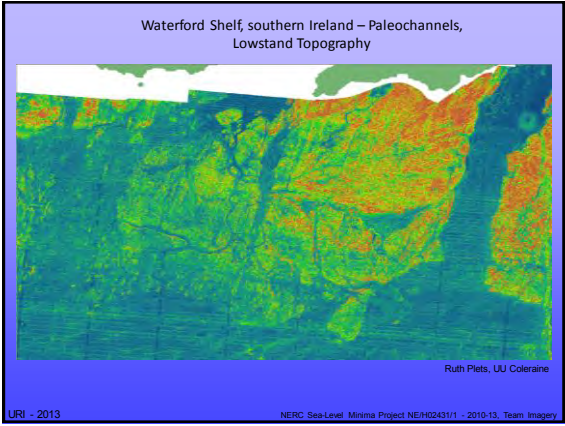 Waterford Shelf, southern Ireland – Paleochannels,
Lowstand Topography
Ruth Plets, UU Coleraine
URI - 2013
NERC Sea-Level Minima Project NE/H02431/1 - 2010-13, Team Imagery